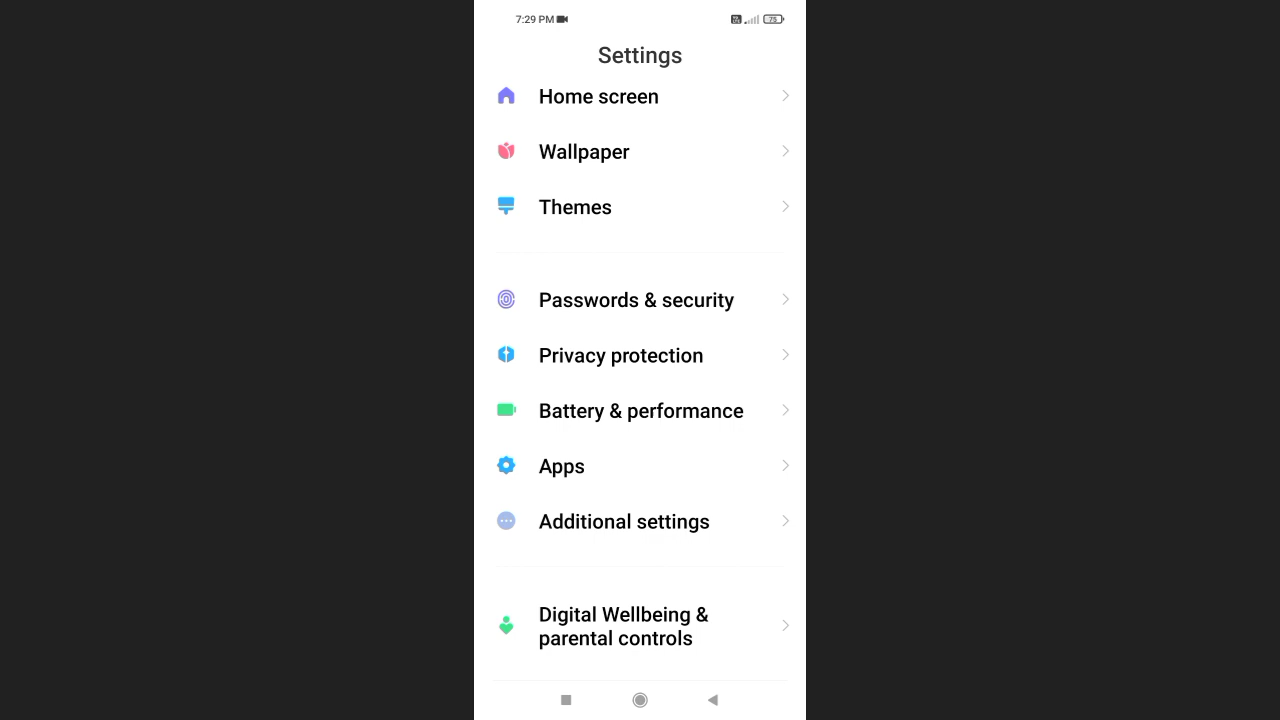 7:29 PM
75
Settings
Home screen
Wallpaper
Themes
Passwords & security
Privacy protection
Battery & performance
Apps
Additional settings
Digital Wellbeing &
parental controls